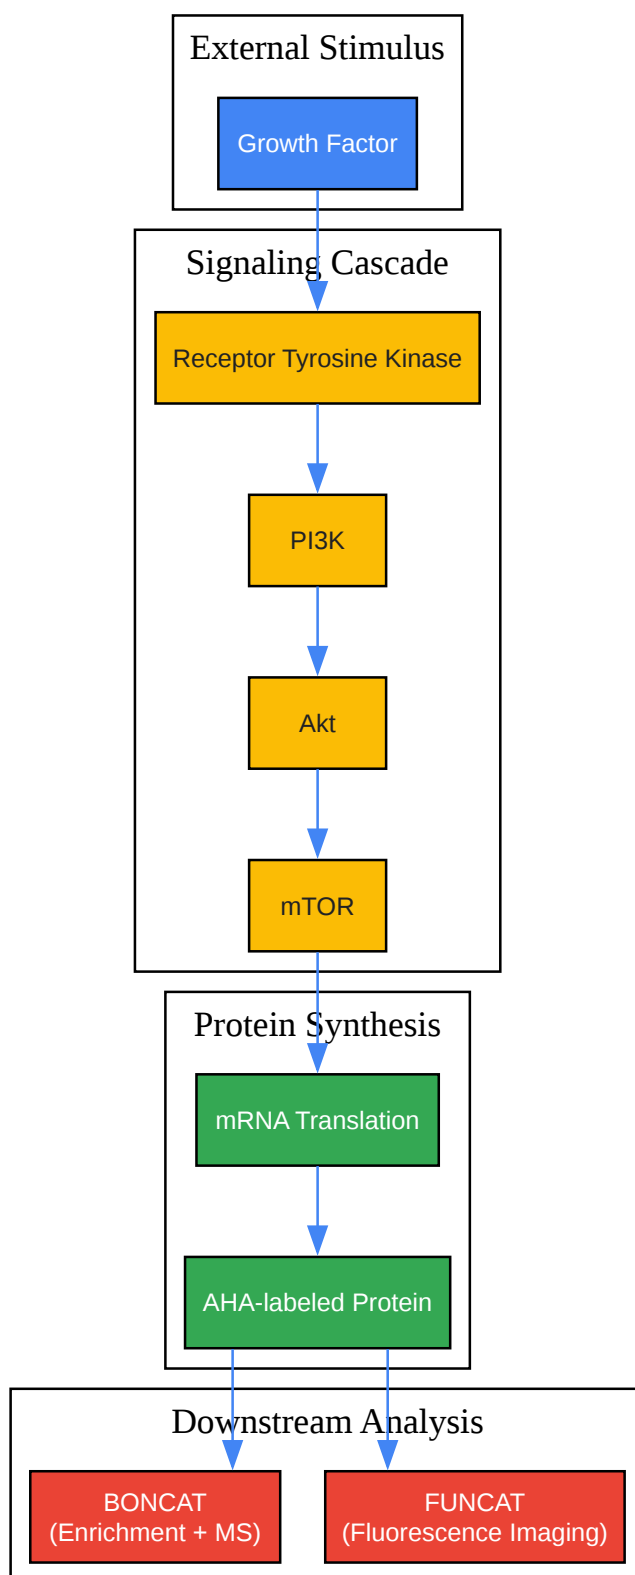 External Stimulus
Growth Factor
Signaling Cascade
Receptor Tyrosine Kinase
PI3K
Akt
mTOR
Protein Synthesis
mRNA Translation
AHA-labeled Protein
Downstream Analysis
BONCAT
(Enrichment + MS)
FUNCAT
(Fluorescence Imaging)